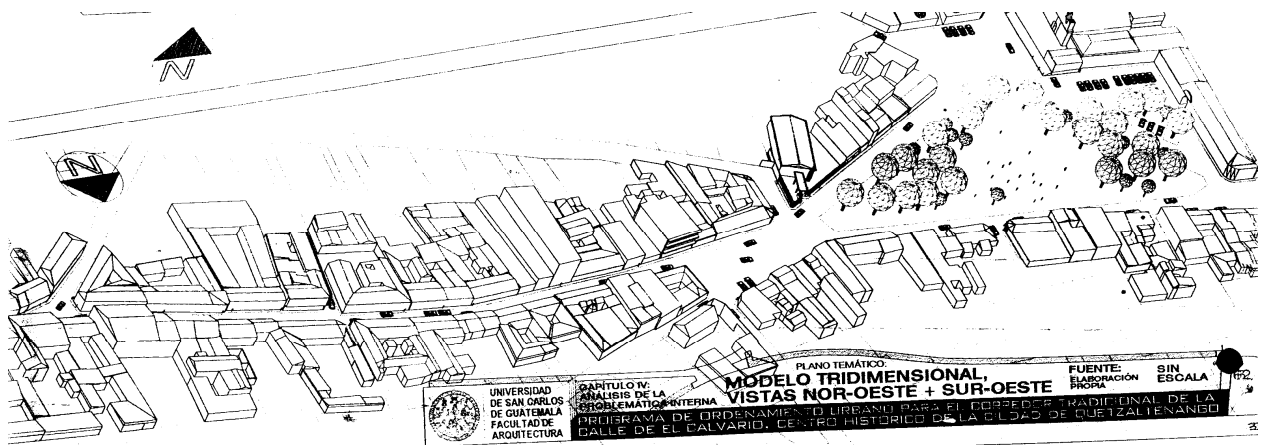 N
N
UNIVERSIDAD
DE SAN CARLOS
DE GUATEMALA
FACULTAD DE
ARQUITECTURA
CAPÍTULO IV:
ANÁLISIS DE LA
PROBLEMÁTICA INTERNA
PLANO TEMÁTICO:
MODELO TRIDIMENSIONAL,
VISTAS NOR-OESTE + SUR-OESTE
FUENTE:
ELABORACIÓN
PROPIA
SIN
ESCALA
PROGRAMA DE ORDENAMIENTO URBANO PARA EL CORREDOR TRADICIONAL DE LA
CALLE DE EL CALVARIO, CENTRO HISTÓRICO DE LA CIUDAD DE QUETZALTENANGO